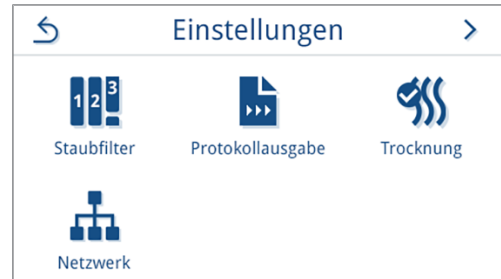 Einstellungen
1 2 3
Staubfilter
Protokollausgabe
Trocknung
Netzwerk